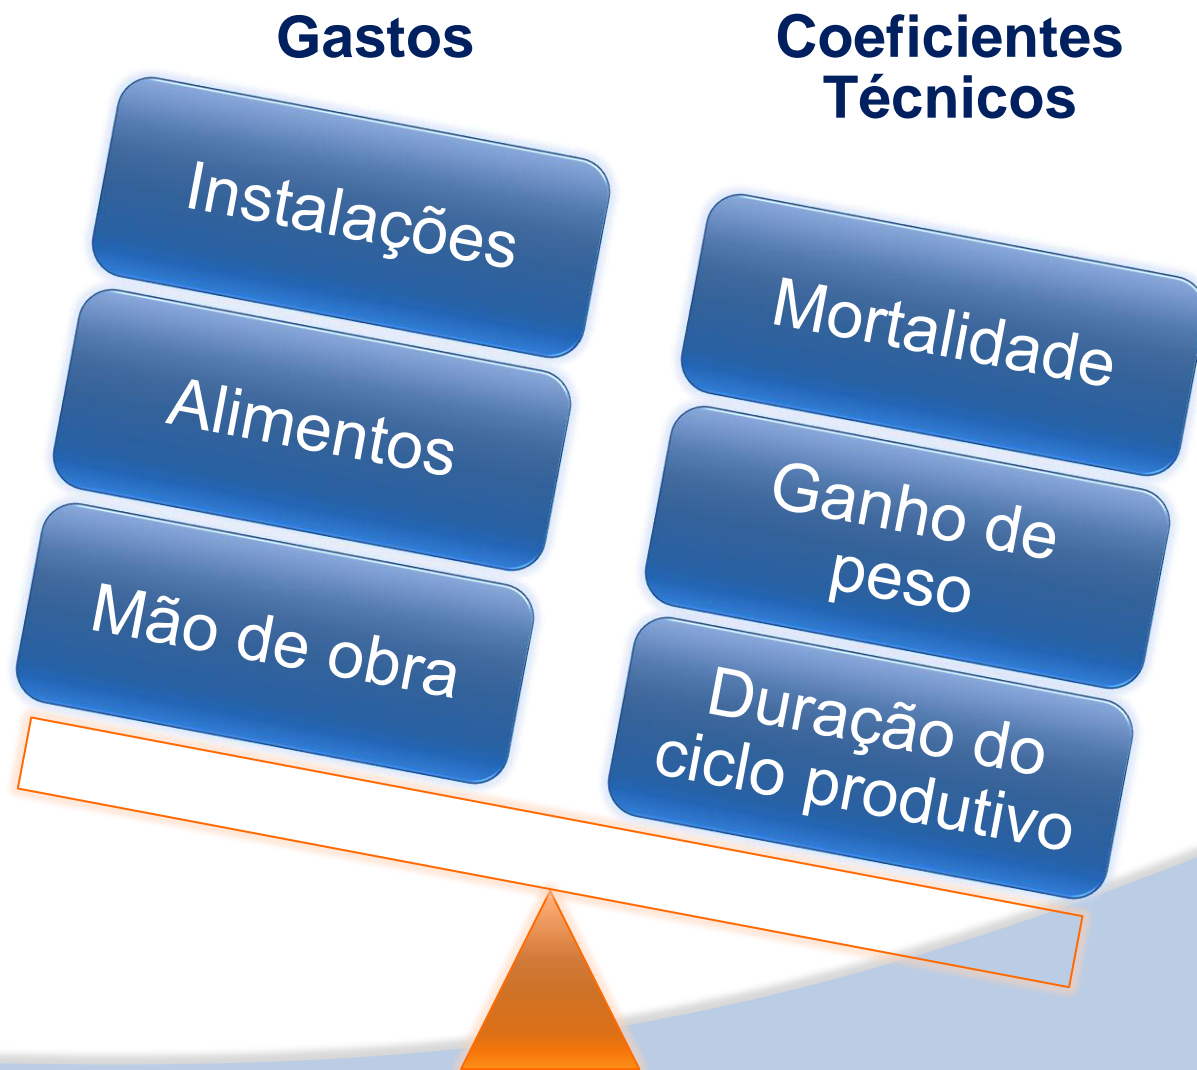 Gastos
Instalações
Alimentos
Mão de obra
Coeficientes
Técnicos
Mortalidade
Ganho de
peso
Duração do
ciclo produtivo